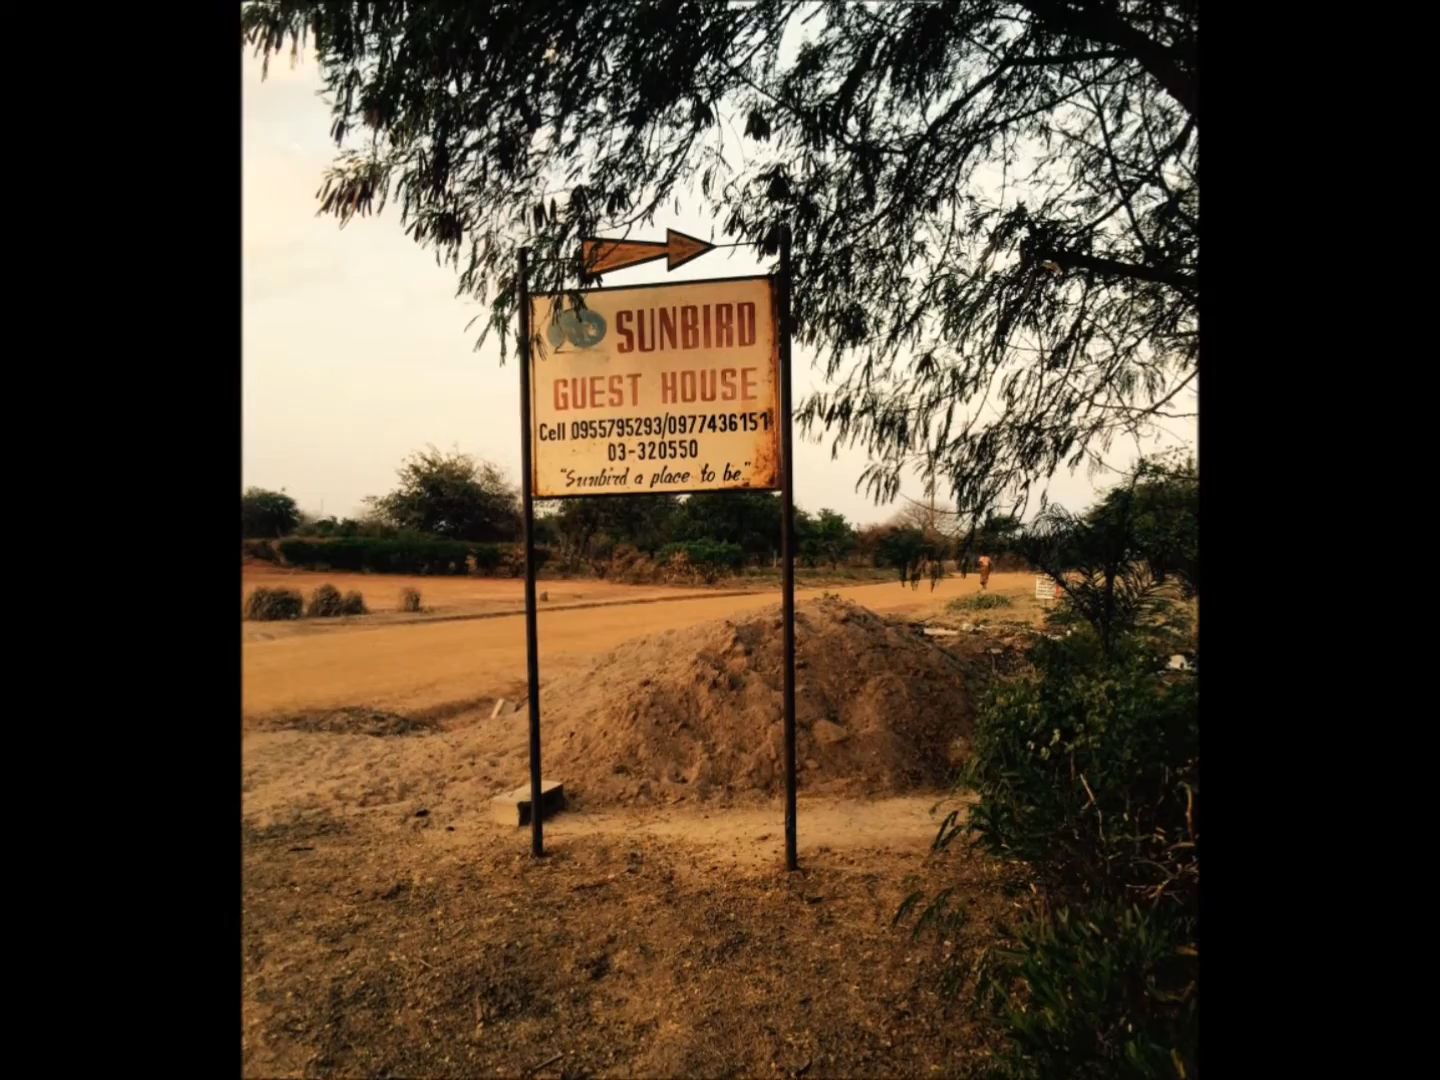 SUNBIRD
GUEST HOUSE
Cell 0955795293/0977436151
03-320550
"Sunbird a place to be."